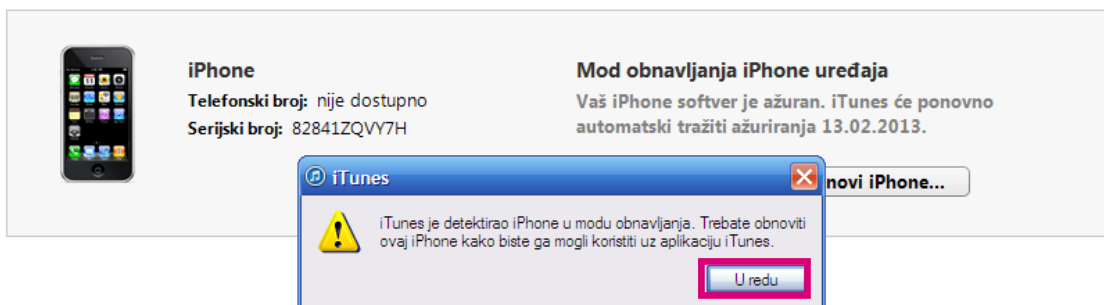 iPhone
Telefonski broj: nije dostupno
Serijski broj: 82841ZQVY7H
Mod obnavljanja iPhone uređaja
Vaš iPhone softver je ažuran. iTunes će ponovno
automatski tražiti ažuriranja 13.02.2013.
novi iPhone...
iTunes
iTunes je detektirao iPhone u modu obnavljanja. Trebate obnoviti
ovaj iPhone kako biste ga mogli koristiti uz aplikaciju iTunes.
U redu